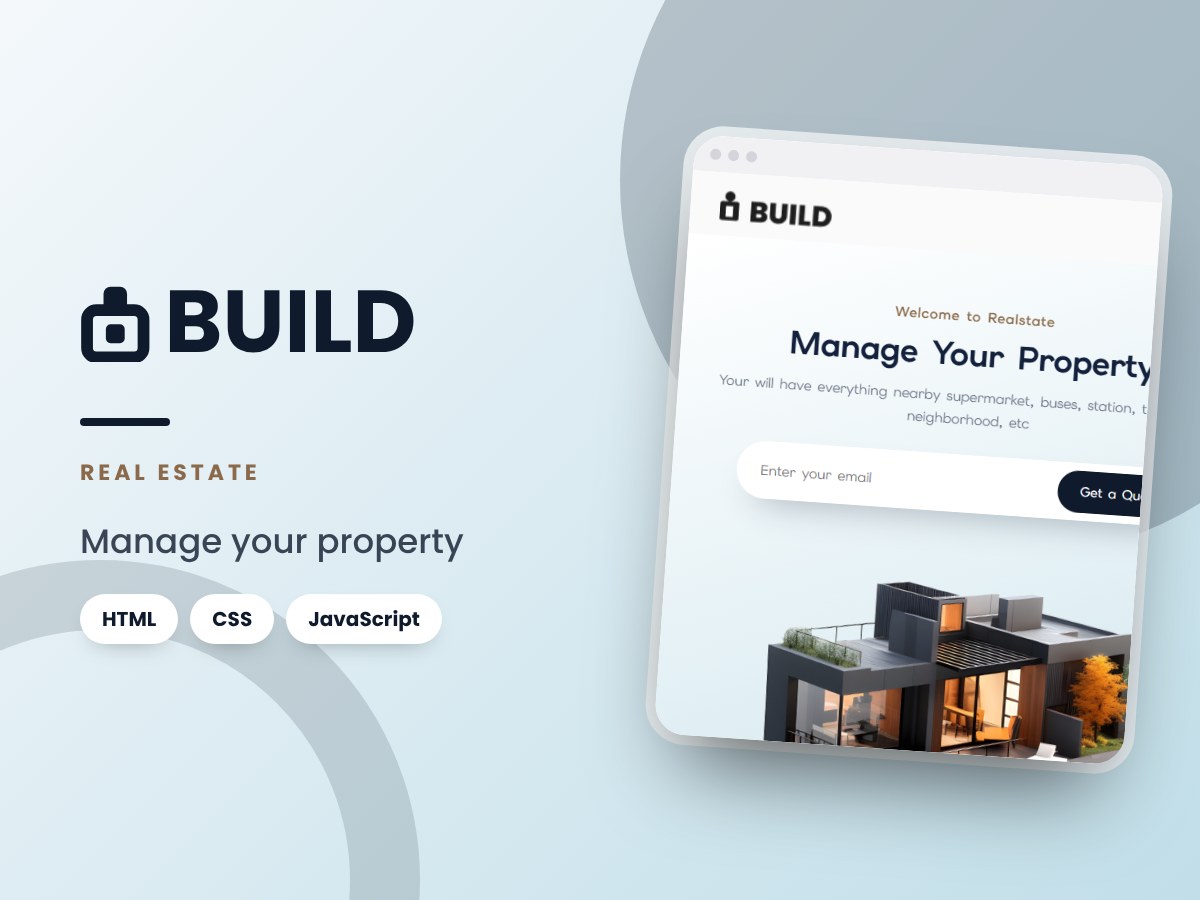 BUILD
REAL ESTATE
Manage your property
HTML CSS JavaScript
BUILD
Welcome to Realstate
Manage Your Property
Your will have everything nearby supermarket, buses, station,
neighborhood, etc
Enter your email
Get a